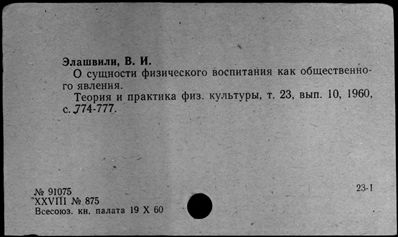 Элашвили, В. И.
О сущности физического воспитания как общественно-
го явления.
Теория и практика физ. культуры, т. 23, вып. 10, 1960,
с. 774-777.
№ 91075
XXVIII № 875
Всесоюз. кн. палата 19 X 60
23-1